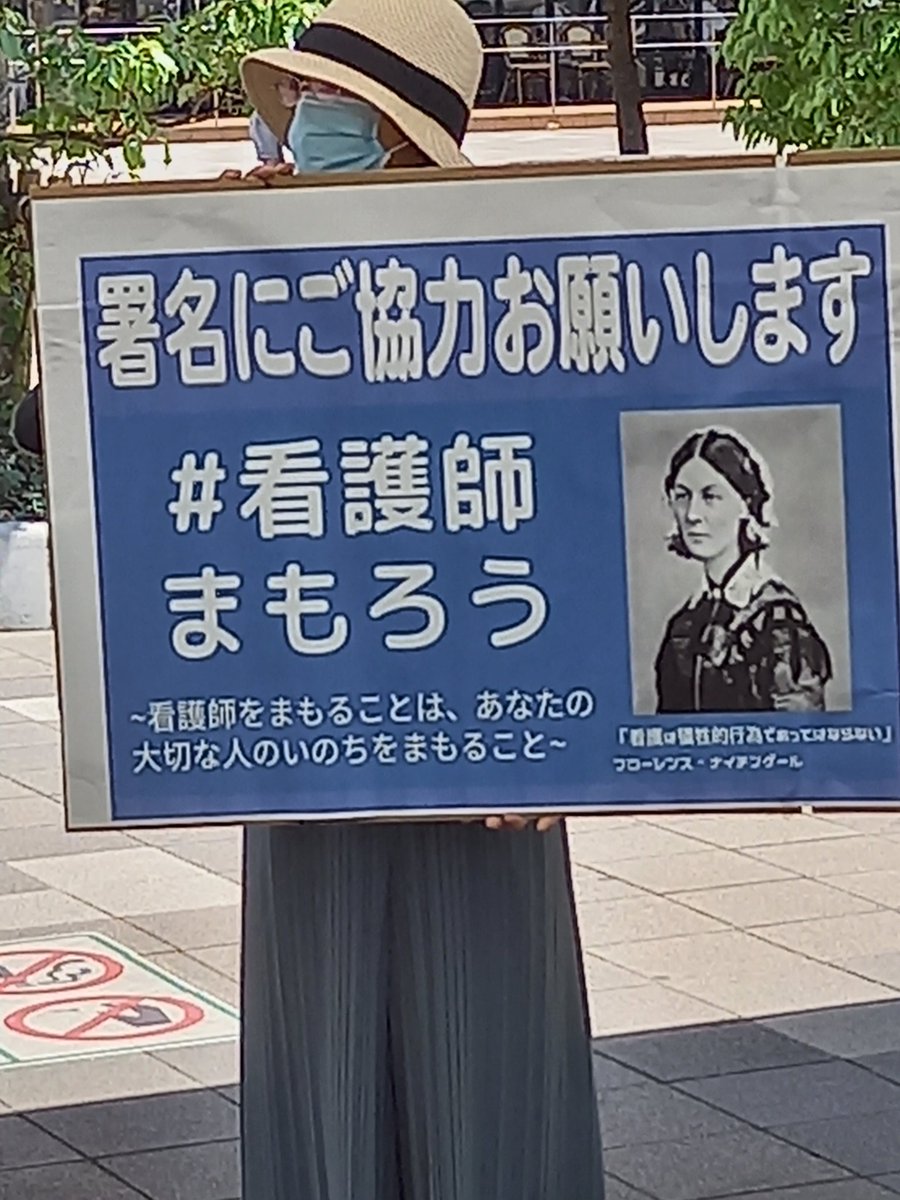 署名にご協力お願いします
#看護師
まもろう
~看護師をまもることは、あなたの
大切な人のいのちをまもること~
「看護は犠牲的行為であってはならない」
フローレンス・ナイチンゲール